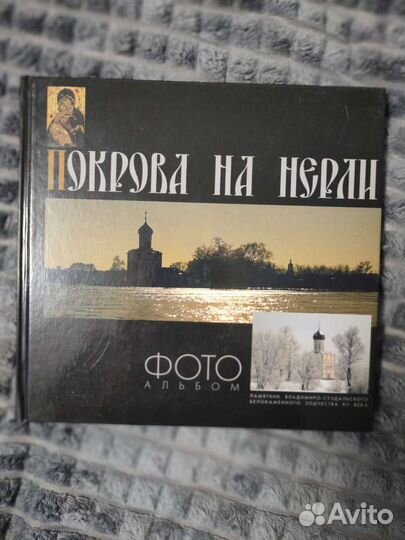 ПОКРОВА НА НЕРЛИ
ФОТО
АЛЬБОМ
ПАМЯТНИК ВЛАДИМИРО-СУЗДАЛЬСКОГО
БЕЛОКАМЕННОГО ЗОДЧЕСТВА XII ВЕКА
Avito